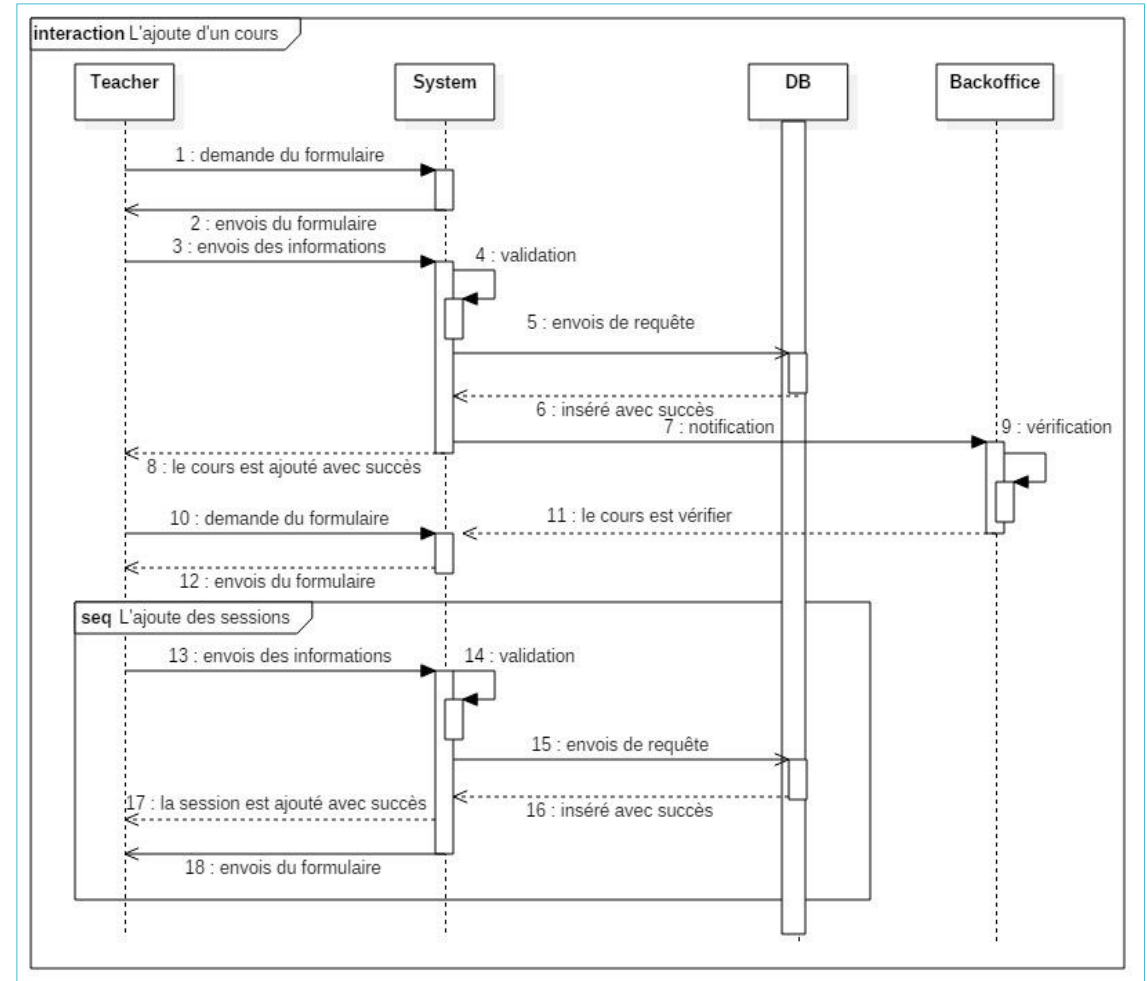 interaction L'ajoute d'un cours
Teacher
System
DB
Backoffice
1 : demande du formulaire
2 : envois du formulaire
3 : envois des informations
4 : validation
5 : envois de requête
6 : inséré avec succès
7 : notification
9 : vérification
8 : le cours est ajouté avec succès
10 : demande du formulaire
11 : le cours est vérifier
12 : envois du formulaire
seq L'ajoute des sessions
13 : envois des informations
14 : validation
15 : envois de requête
17 : la session est ajouté avec succès
16 : inséré avec succès
18 : envois du formulaire